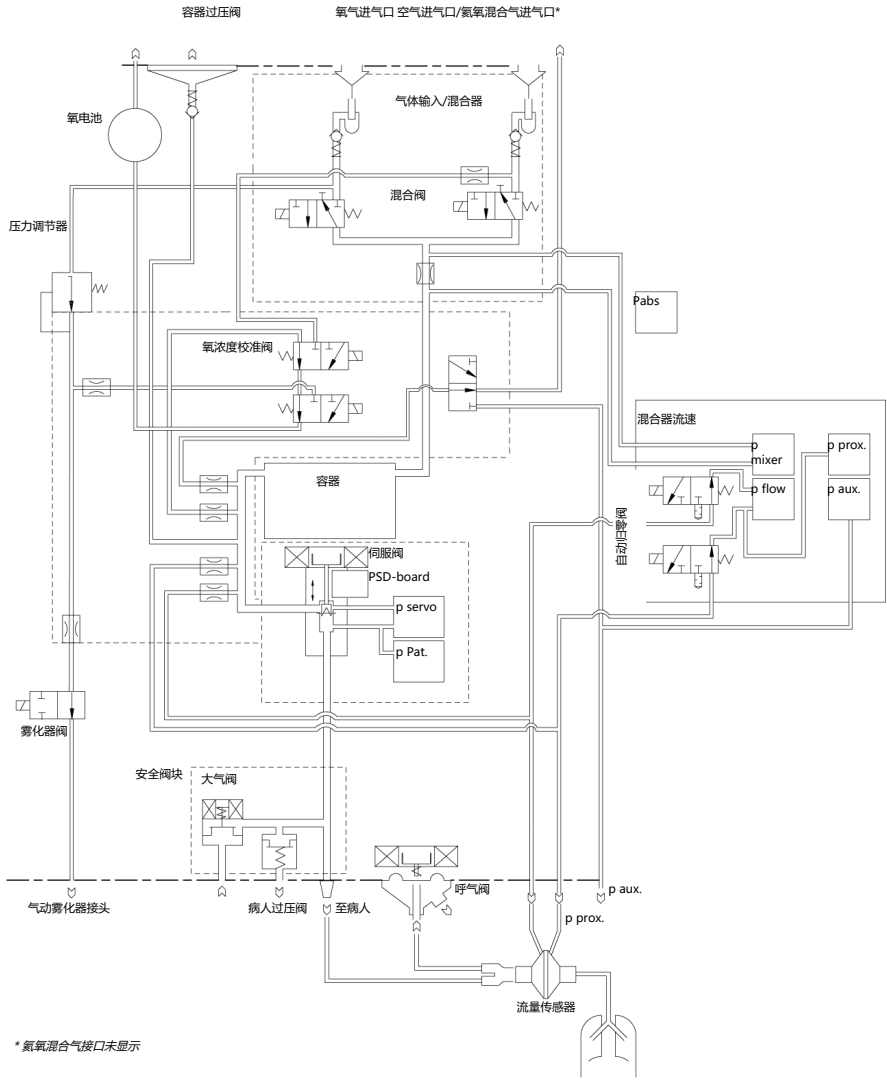 容器过压阀
氧气进气口 空气进气口/氦氧混合气进气口*
气体输入/混合器
氧电池
混合阀
压力调节器
Pabs
氧浓度校准阀
混合器流速
p mixer
p prox.
容器
p flow
p aux.
自动归零阀
伺服阀
PSD-board
p servo
p Pat.
雾化器阀
安全阀块
大气阀
呼气阀
p aux.
气动雾化器接头
病人过压阀
至病人
p prox.
流量传感器
* 氦氧混合气接口未显示